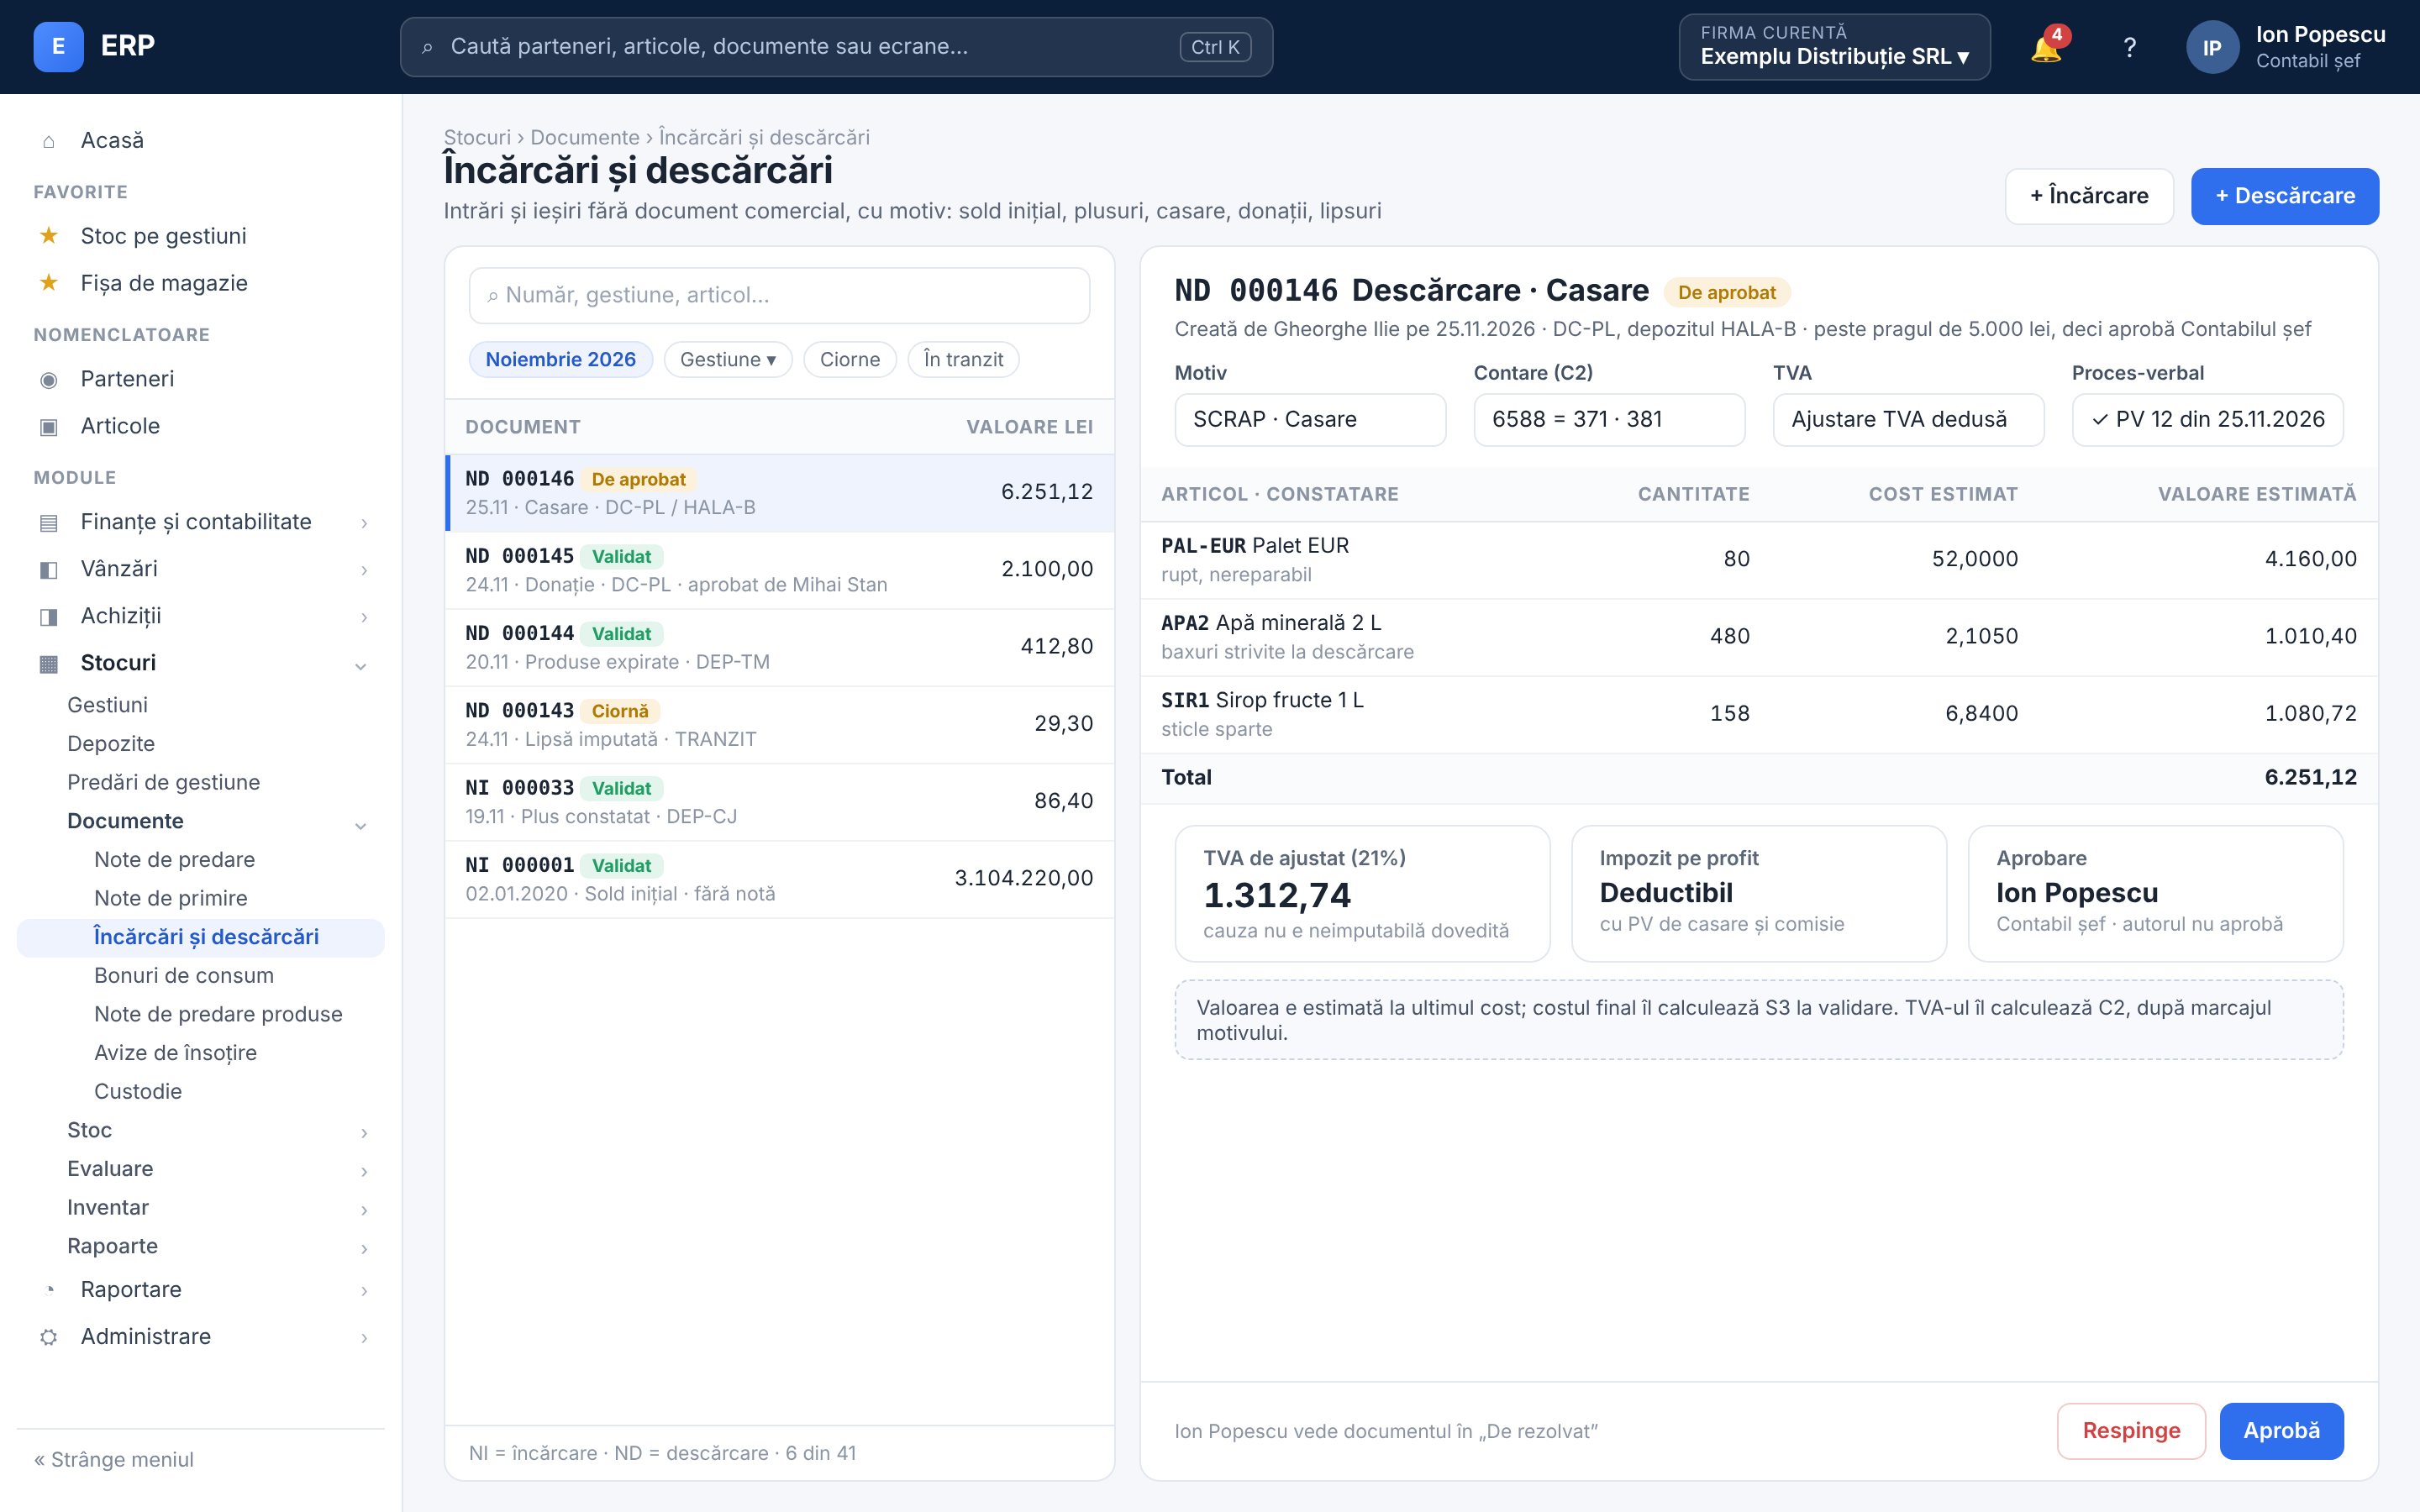 E ERP
Caută parteneri, articole, documente sau ecrane... Ctrl K
FIRMA CURENTĂ
Exemplu Distribuție SRL ▾
4
?
IP
Ion Popescu
Contabil șef
Acasă
FAVORITE
★ Stoc pe gestiuni
★ Fișa de magazie
NOMENCLATOARE
Parteneri
Articole
MODULE
Finanțe și contabilitate ›
Vânzări ›
Achiziții ›
Stocuri
Gestiuni
Depozite
Predări de gestiune
Documente
Note de predare
Note de primire
Încărcări și descărcări
Bonuri de consum
Note de predare produse
Avize de însoțire
Custodie
Stoc ›
Evaluare ›
Inventar ›
Rapoarte ›
Raportare ›
Administrare ›
« Strânge meniul
Stocuri › Documente › Încărcări și descărcări
Încărcări și descărcări
Intrări și ieșiri fără document comercial, cu motiv: sold inițial, plusuri, casare, donații, lipsuri
+ Încărcare
+ Descărcare
Număr, gestiune, articol...
Noiembrie 2026 Gestiune ▾ Ciorne În tranzit
DOCUMENT VALOARE LEI
ND 000146 De aprobat 6.251,12
25.11 · Casare · DC-PL / HALA-B
ND 000145 Validat 2.100,00
24.11 · Donație · DC-PL · aprobat de Mihai Stan
ND 000144 Validat 412,80
20.11 · Produse expirate · DEP-TM
ND 000143 Ciornă 29,30
24.11 · Lipsă imputată · TRANZIT
NI 000033 Validat 86,40
19.11 · Plus constatat · DEP-CJ
NI 000001 Validat 3.104.220,00
02.01.2020 · Sold inițial · fără notă
NI = încărcare · ND = descărcare · 6 din 41
ND 000146 Descărcare · Casare De aprobat
Creată de Gheorghe Ilie pe 25.11.2026 · DC-PL, depozitul HALA-B · peste pragul de 5.000 lei, deci aprobă Contabilul șef
Motiv Contare (C2) TVA Proces-verbal
SCRAP · Casare 6588 = 371 · 381 Ajustare TVA dedusă ✓ PV 12 din 25.11.2026
ARTICOL · CONSTATARE CANTITATE COST ESTIMAT VALOARE ESTIMATĂ
PAL-EUR Palet EUR 80 52,0000 4.160,00
rupt, nereparabil
APA2 Apă minerală 2 L 480 2,1050 1.010,40
baxuri strivite la descărcare
SIR1 Sirop fructe 1 L 158 6,8400 1.080,72
sticle sparte
Total 6.251,12
TVA de ajustat (21%)
1.312,74
cauza nu e neimputabilă dovedită
Impozit pe profit
Deductibil
cu PV de casare și comisie
Aprobare
Ion Popescu
Contabil șef · autorul nu aprobă
Valoarea e estimată la ultimul cost; costul final îl calculează S3 la validare. TVA-ul îl calculează C2, după marcajul
motivului.
Ion Popescu vede documentul în „De rezolvat”
Respinge
Aprobă